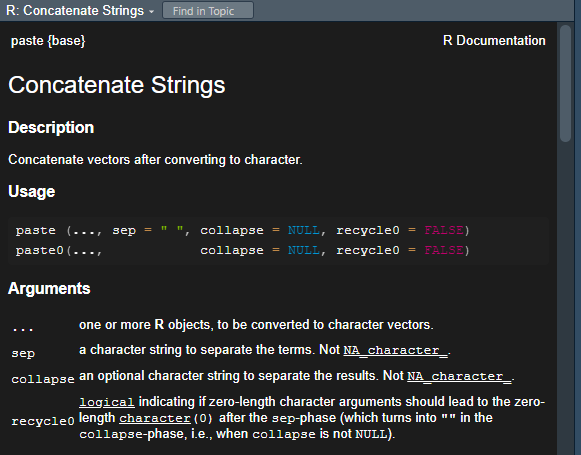 R: Concatenate Strings Find in Topic
paste {base} R Documentation
Concatenate Strings
Description
Concatenate vectors after converting to character.
Usage
paste (..., sep = " ", collapse = NULL, recycle0 = FALSE)
paste0(...,            collapse = NULL, recycle0 = FALSE)
Arguments
... one or more R objects, to be converted to character vectors.
sep a character string to separate the terms. Not NA_character_.
collapse an optional character string to separate the results. Not NA_character_.
logical indicating if zero-length character arguments should lead to the zero-
recycle0 length character(0) after the sep-phase (which turns into "" in the
collapse-phase, i.e., when collapse is not NULL).